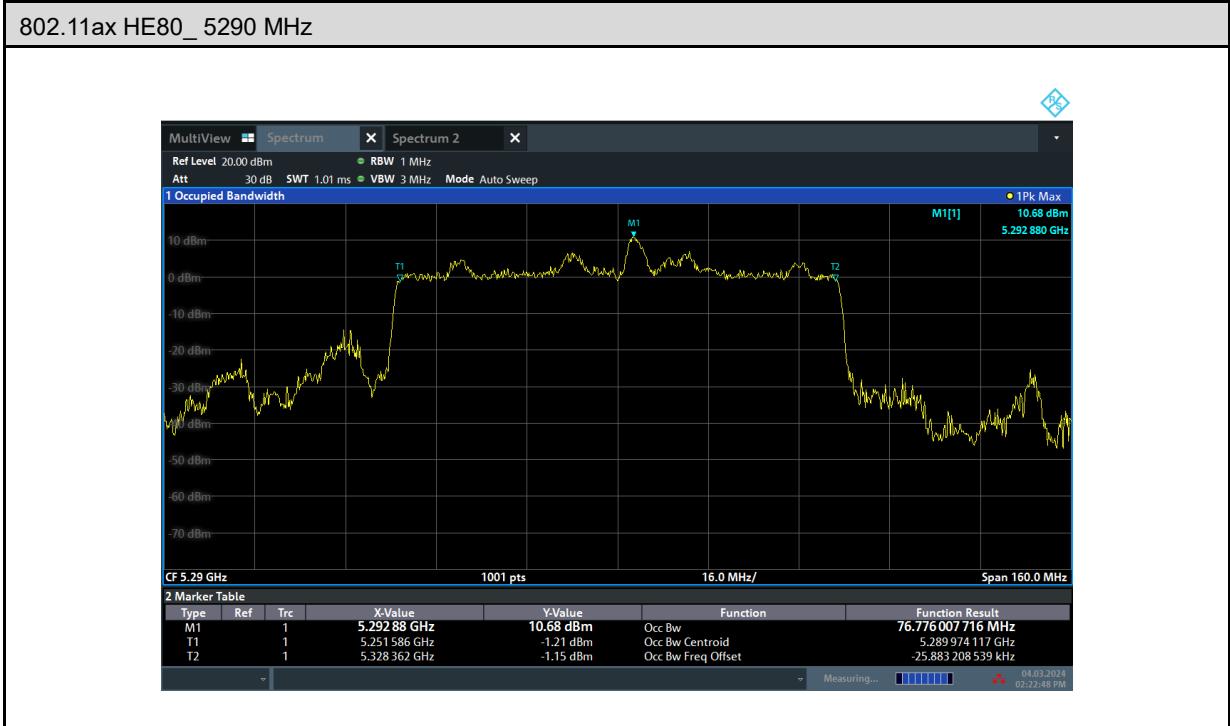 802.11ax HE80_ 5290 MHz
R S
MultiView Spectrum X Spectrum 2 X
Ref Level 20.00 dBm RBW 1 MHz
Att 30 dB SWT 1.01 ms VBW 3 MHz Mode Auto Sweep
1 Occupied Bandwidth 1Pk Max
M1[1] 10.68 dBm
5.292 880 GHz
M1
10 dBm
T1 T2
0 dBm
-10 dBm
-20 dBm
-30 dBm
-40 dBm
-50 dBm
-60 dBm
-70 dBm
CF 5.29 GHz 1001 pts 16.0 MHz/ Span 160.0 MHz
2 Marker Table
Type Ref Trc X-Value Y-Value Function Function Result
M1 1 5.292 88 GHz 10.68 dBm Occ Bw 76.776 007 716 MHz
T1 1 5.251 586 GHz -1.21 dBm Occ Bw Centroid 5.289 974 117 GHz
T2 1 5.328 362 GHz -1.15 dBm Occ Bw Freq Offset -25.883 208 539 kHz
Measuring... 04.03.2024
02:22:48 PM